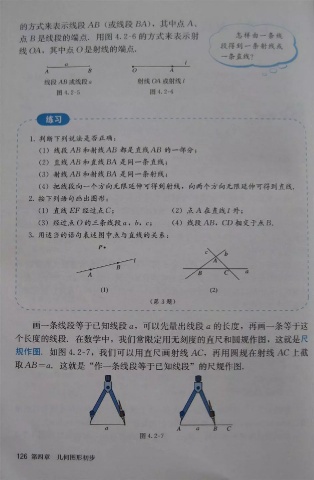 的方式来表示线段 AB（或线段 BA），其中点 A、
点 B 是线段的端点. 用图 4.2-6 的方式来表示射
线 OA，其中点 O 是射线的端点.
怎样由一条线
段得到一条射线或
一条直线？
a
A B
O A l
线段 AB 或线段 a 射线 OA 或射线 l
图 4.2-5 图 4.2-6
练习
1. 判断下列说法是否正确：
（1）线段 AB 和射线 AB 都是直线 AB 的一部分；
（2）直线 AB 和直线 BA 是同一条直线；
（3）射线 AB 和射线 BA 是同一条射线；
（4）把线段向一个方向无限延伸可得到射线，向两个方向无限延伸可得到直线.
2. 按下列语句画出图形：
（1）直线 EF 经过点 C； （2）点 A 在直线 l 外；
（3）经过点 O 的三条线段 a，b，c； （4）线段 AB，CD 相交于点 B.
3. 用适当的语句表述图中点与直线的关系：
P
A B l
c b
A
B C a
（1） （2）
（第 3 题）
画一条线段等于已知线段 a，可以先量出线段 a 的长度，再画一条等于这
个长度的线段. 在数学中，我们常限定用无刻度的直尺和圆规作图，这就是尺
规作图. 如图 4.2-7，我们可以用直尺画射线 AC，再用圆规在射线 AC 上截
取 AB=a. 这就是“作一条线段等于已知线段”的尺规作图.
a A a B C
图 4.2-7
126 第四章 几何图形初步